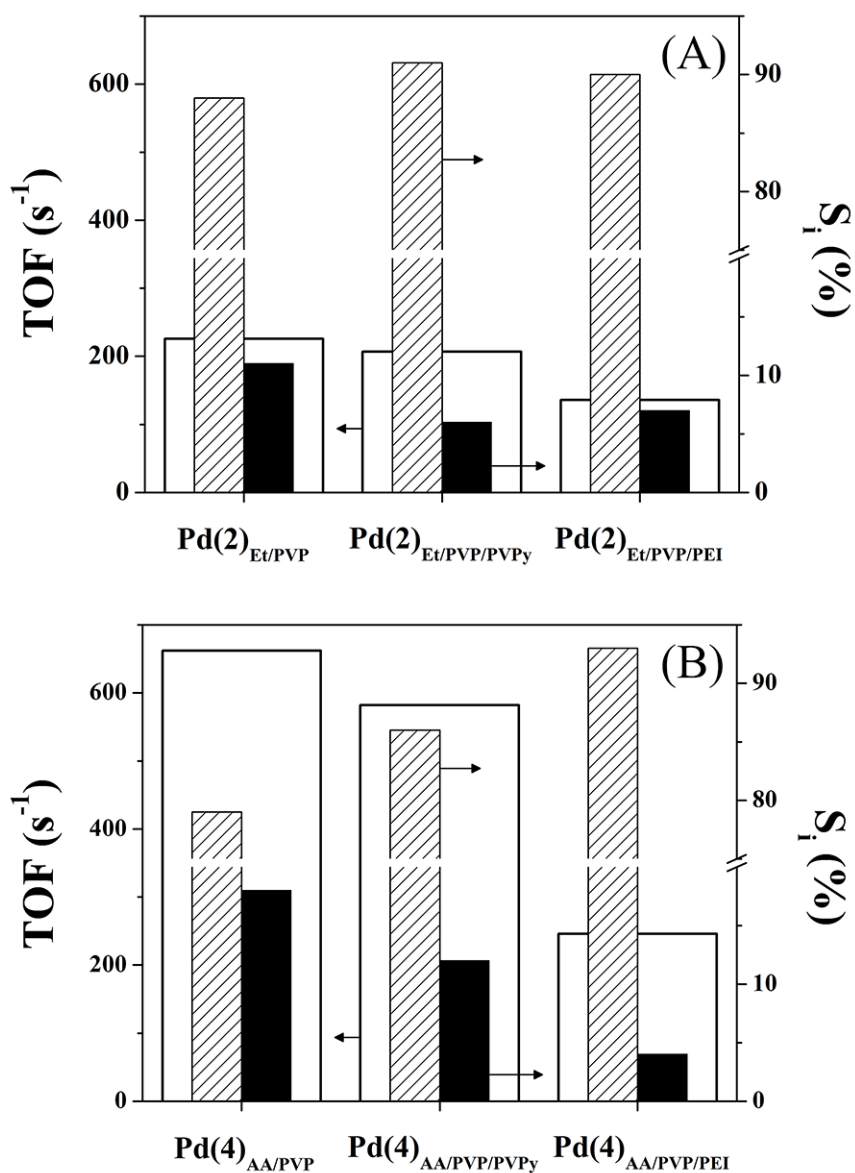 (A)
600
400
200
0
TOF (s⁻¹)
90
80
10
0
Sᵢ (%)
Pd(2)Et/PVP Pd(2)Et/PVP/PVPy Pd(2)Et/PVP/PEI
(B)
600
400
200
0
TOF (s⁻¹)
90
80
10
0
Sᵢ (%)
Pd(4)AA/PVP Pd(4)AA/PVP/PVPy Pd(4)AA/PVP/PEI